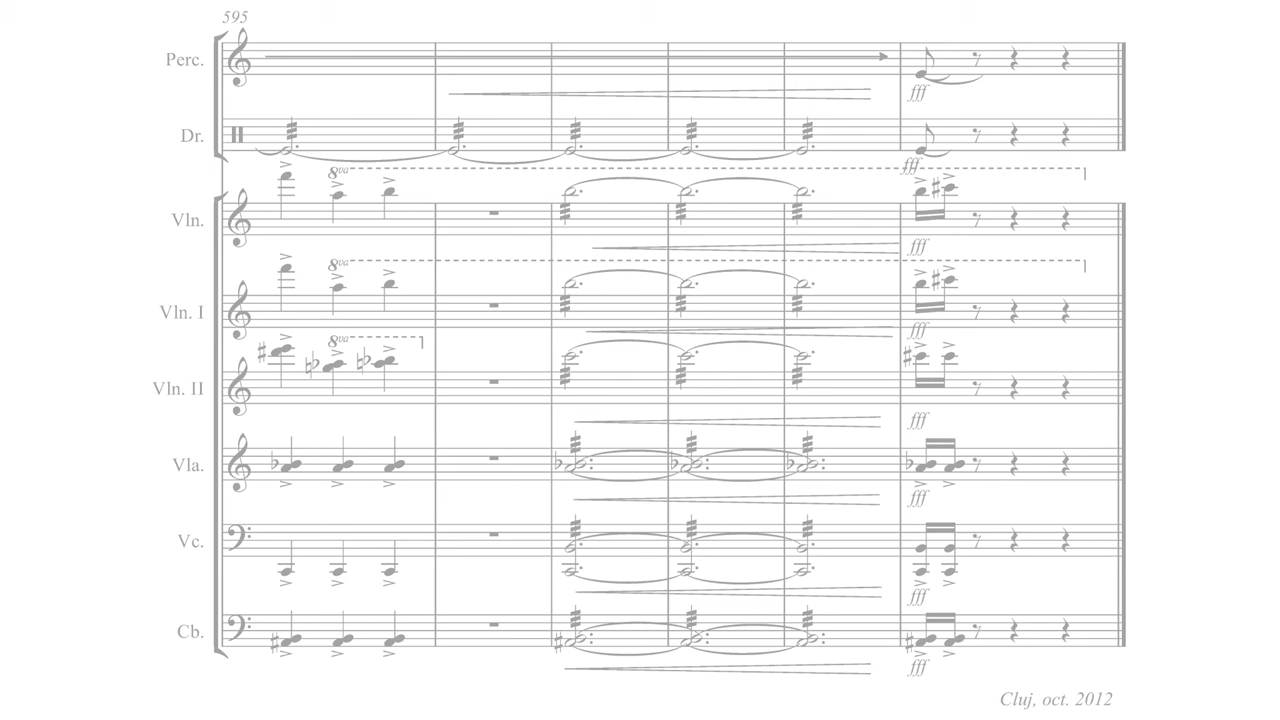 595
Perc.
fff
Dr.
fff
8va
Vln.
fff
8va
Vln. I
fff
8va
Vln. II
fff
Vla.
fff
Vc.
fff
Cb.
fff
Cluj, oct. 2012